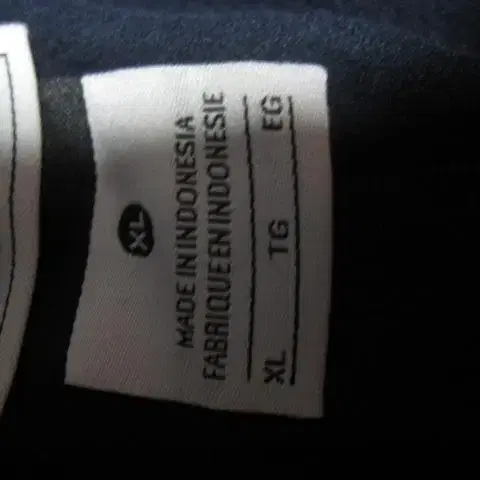 XL
MADE IN INDONESIA
FABRIQUE EN INDONESIE
XL TG EG